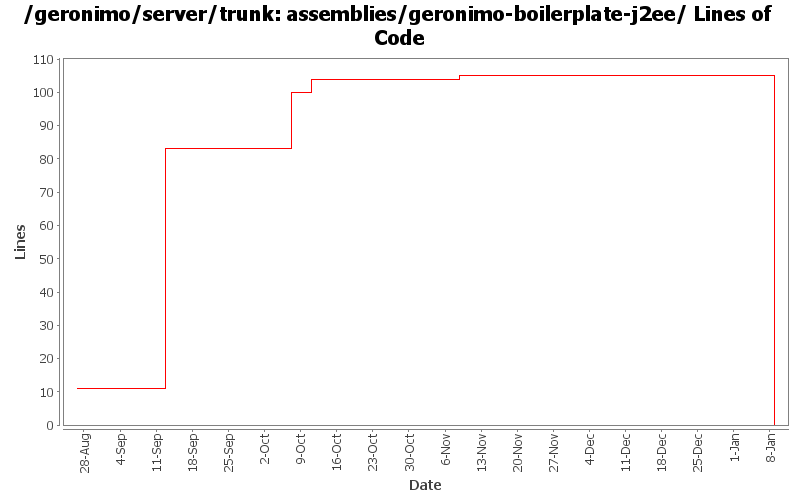 /geronimo/server/trunk: assemblies/geronimo-boilerplate-j2ee/ Lines of
Code
110
100
90
80
70
60
50
40
30
20
10
0
Lines
28-Aug
4-Sep
11-Sep
18-Sep
25-Sep
2-Oct
9-Oct
16-Oct
23-Oct
30-Oct
6-Nov
13-Nov
20-Nov
27-Nov
4-Dec
11-Dec
18-Dec
25-Dec
1-Jan
8-Jan
Date